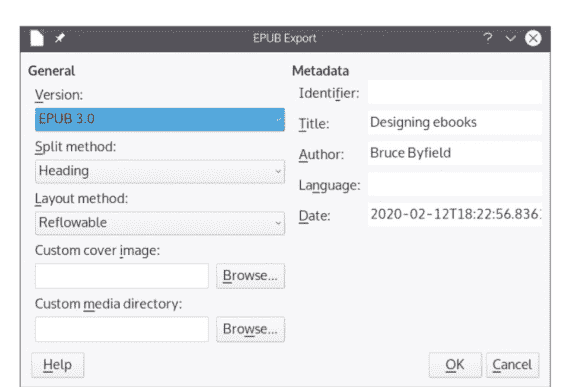 EPUB Export
General
Version:
EPUB 3.0
Split method:
Heading
Layout method:
Reflowable
Custom cover image:
Browse...
Custom media directory:
Browse...
Metadata
Identifier:
Title: Designing ebooks
Author: Bruce Byfield
Language:
Date: 2020-02-12T18:22:56.836
Help OK Cancel